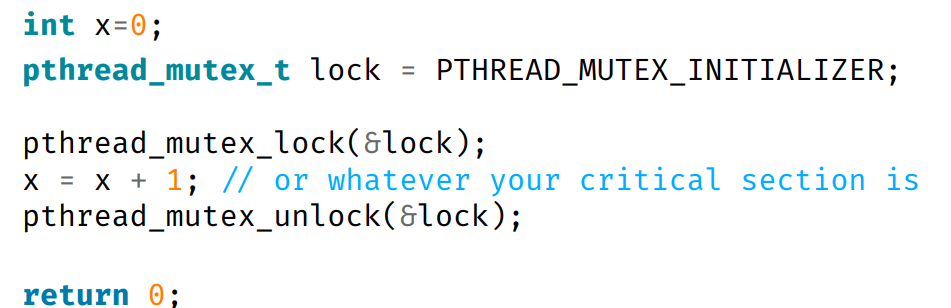 int x=0;
pthread_mutex_t lock = PTHREAD_MUTEX_INITIALIZER;
pthread_mutex_lock(&lock);
x = x + 1; // or whatever your critical section is
pthread_mutex_unlock(&lock);
return 0;